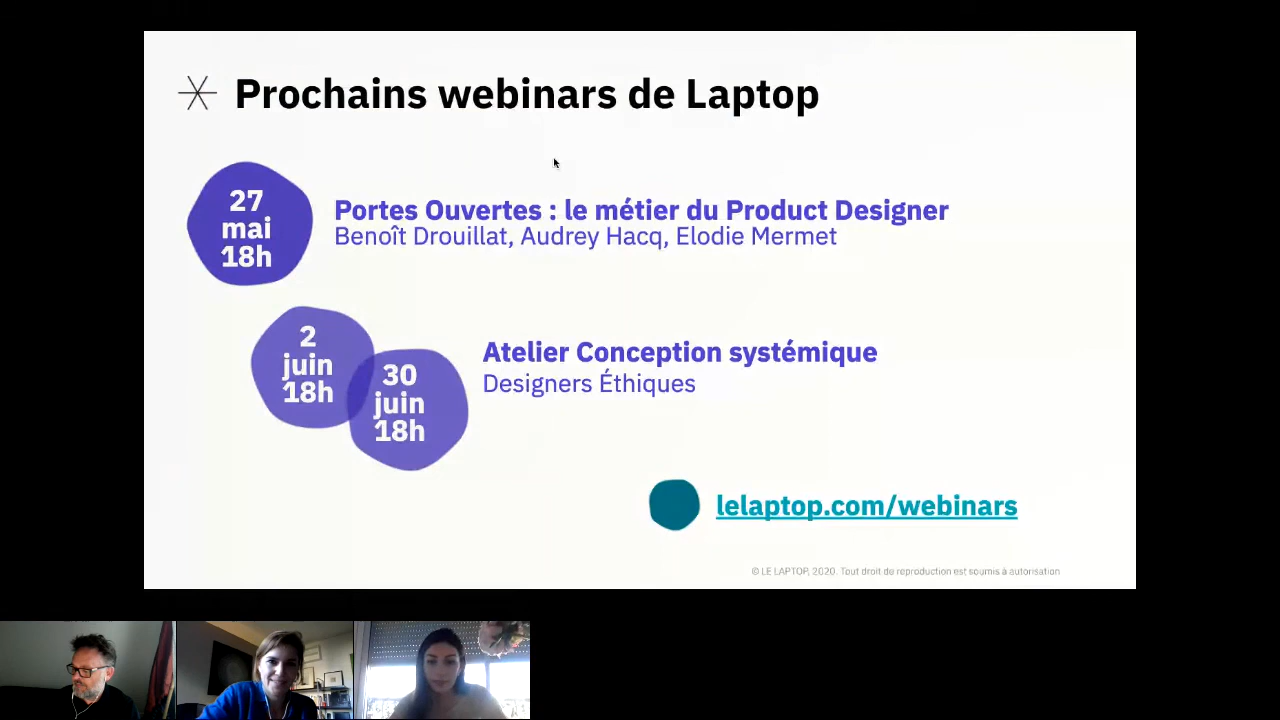 Prochains webinars de Laptop
27
mai
18h
Portes Ouvertes : le métier du Product Designer
Benoît Drouillat, Audrey Hacq, Elodie Mermet
2
juin
18h
30
juin
18h
Atelier Conception systémique
Designers Éthiques
lelaptop.com/webinars
© LE LAPTOP, 2020. Tout droit de reproduction est soumis à autorisation